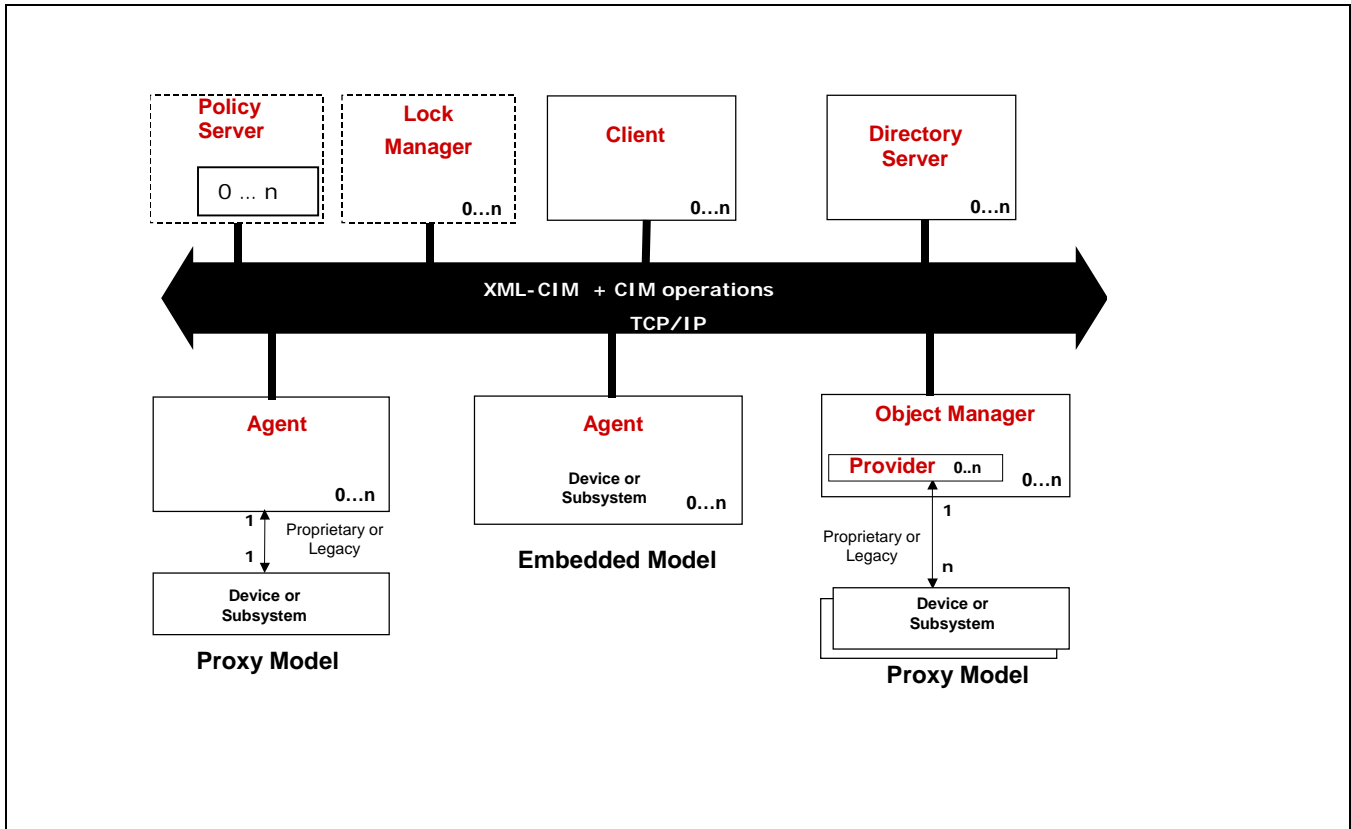 Policy
Server
0 ... n
Lock
Manager
0...n
Client
0...n
Directory
Server
0...n
XML-CIM + CIM operations
TCP/IP
Agent
0...n
1
Proprietary or
Legacy
1
Device or
Subsystem
Proxy Model
Agent
Device or
Subsystem
0...n
Embedded Model
Object Manager
Provider 0..n
0...n
1
Proprietary or
Legacy
n
Device or
Subsystem
Proxy Model